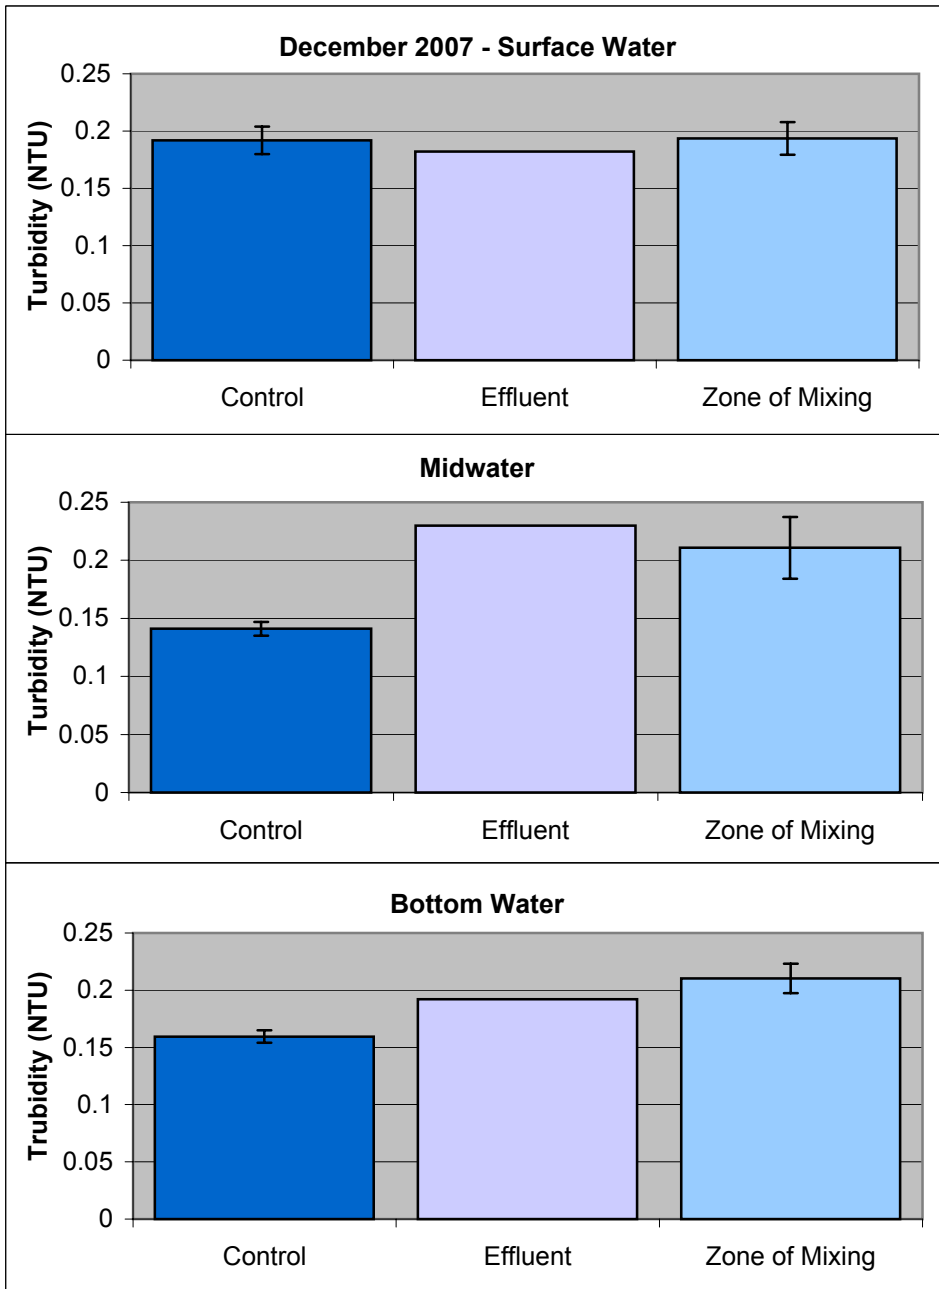 December 2007 - Surface Water
Turbidity (NTU)
0.25
0.2
0.15
0.1
0.05
0
Control Effluent Zone of Mixing
Midwater
Turbidity (NTU)
0.25
0.2
0.15
0.1
0.05
0
Control Effluent Zone of Mixing
Bottom Water
Trubidity (NTU)
0.25
0.2
0.15
0.1
0.05
0
Control Effluent Zone of Mixing